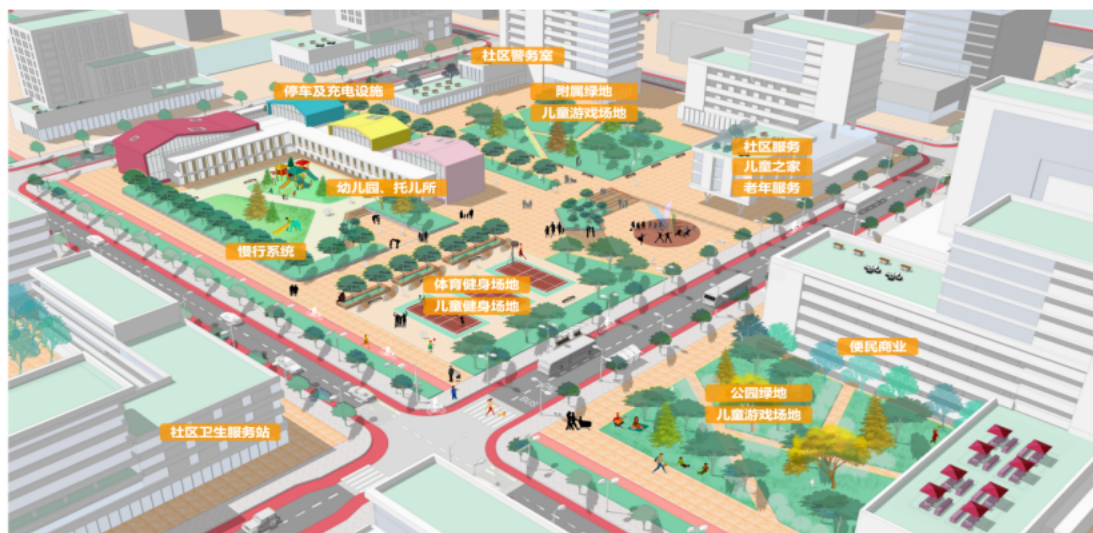 社区警务室
停车及充电设施
附属绿地
儿童游戏场地
社区服务
儿童之家
老年服务
幼儿园、托儿所
慢行系统
体育健身场地
儿童健身场地
便民商业
公园绿地
儿童游戏场地
社区卫生服务站
BUS